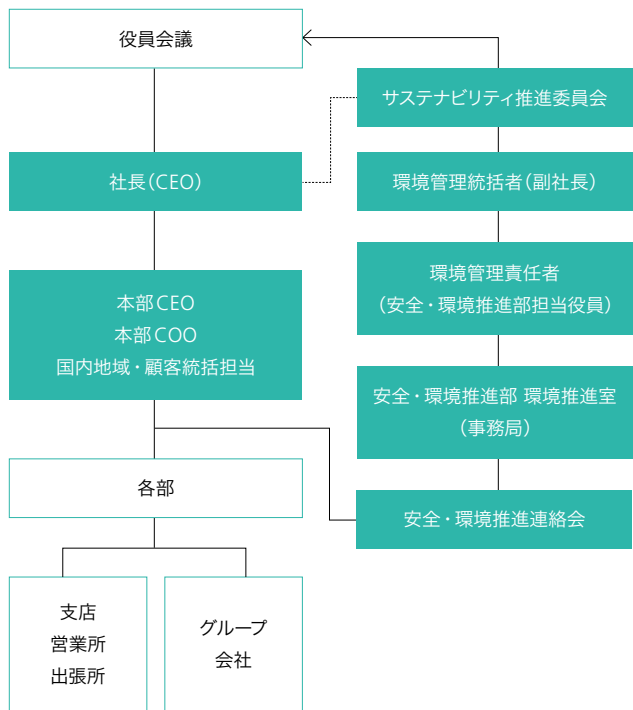 役員会議
サステナビリティ推進委員会
社長(CEO)
環境管理統括者(副社長)
環境管理責任者
(安全・環境推進部担当役員)
本部CEO
本部COO
国内地域・顧客統括担当
安全・環境推進部 環境推進室
(事務局)
各部
安全・環境推進連絡会
支店
営業所
出張所
グループ
会社